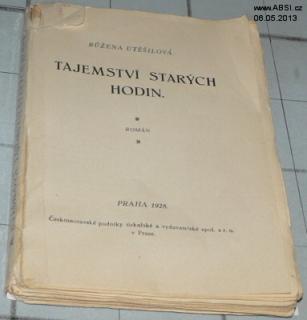 www.ABSI.cz
06.05.2013
RŮŽENA UTĚŠILOVÁ
TAJEMSTVÍ STARÝCH
HODIN.
ROMÁN
PRAHA 1928.
Českomoravské podniky tiskařské a vydavatelské spol. s r. o.
v Praze.